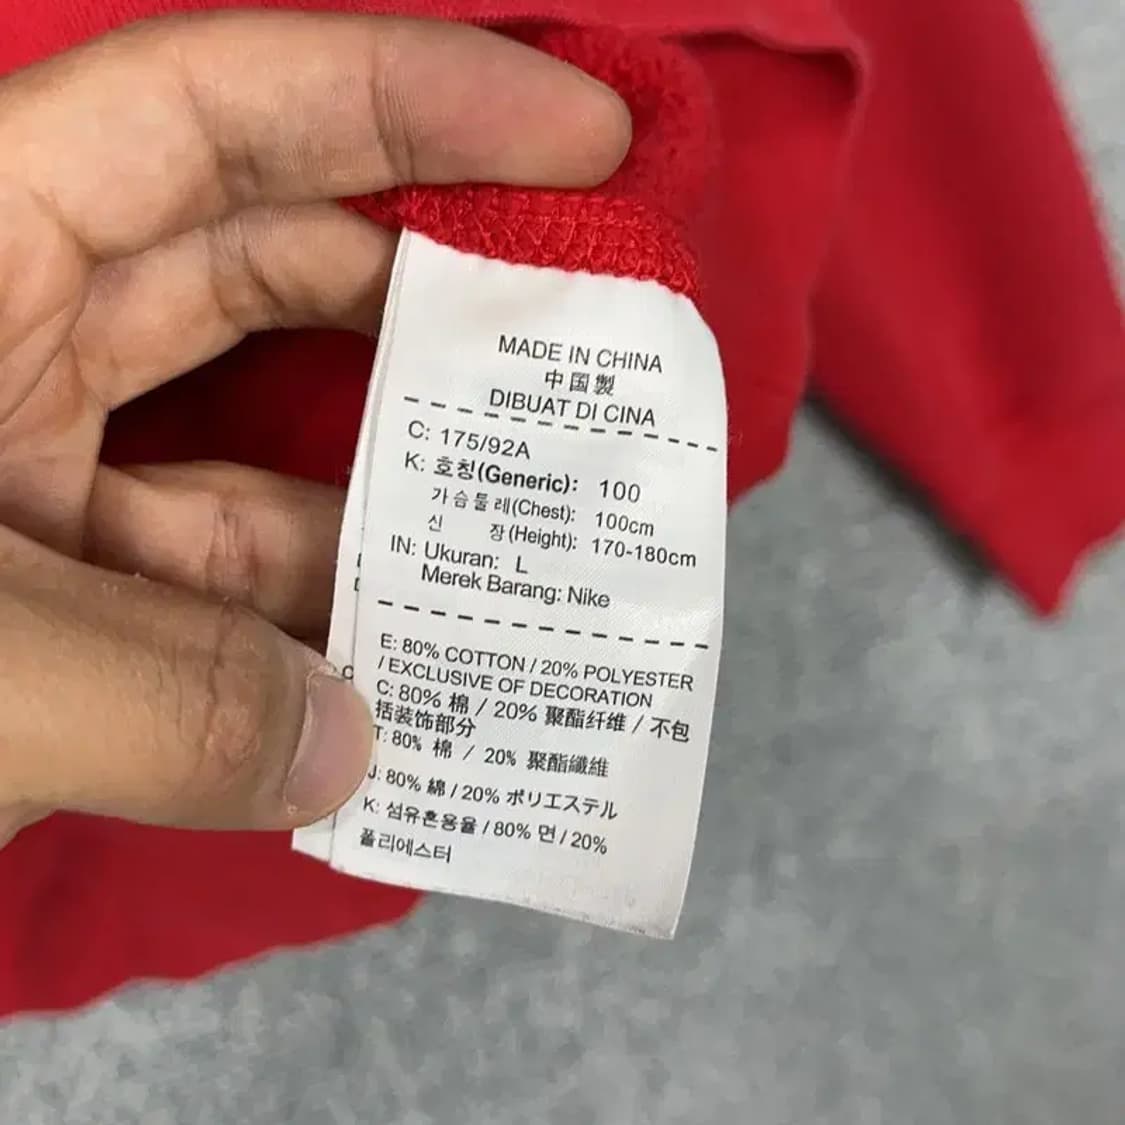 MADE IN CHINA
中国製
DIBUAT DI CINA
C: 175/92A
K: 호칭(Generic): 100
가슴둘레(Chest): 100cm
신 장(Height): 170-180cm
IN: Ukuran: L
Merek Barang: Nike
E: 80% COTTON / 20% POLYESTER
/ EXCLUSIVE OF DECORATION
C: 80% 棉 / 20% 聚酯纤维 / 不包
括装饰部分
T: 80% 棉 / 20% 聚酯纖維
J: 80% 綿 / 20% ポリエステル
K: 섬유혼용율 / 80% 면 / 20%
폴리에스터